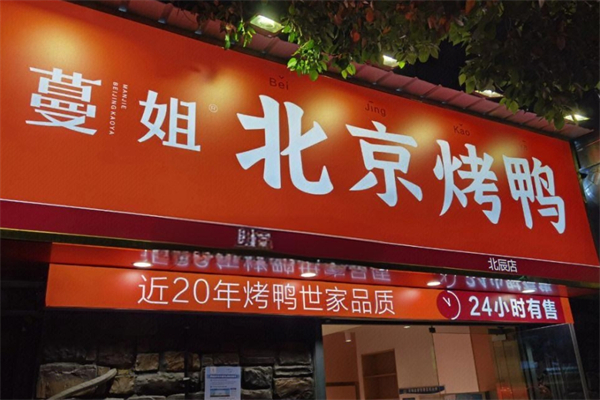 蔓姐®
MANJIE
BEIJINGKAOYA
Bei Jing Kao
北京烤鸭
北辰店
近20年烤鸭世家品质
24小时有售